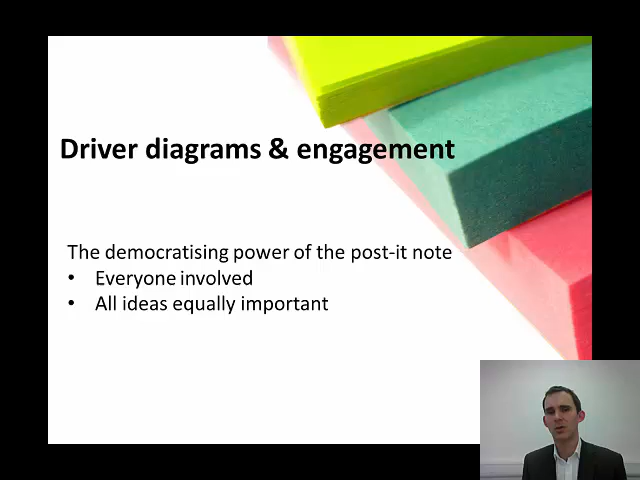 Driver diagrams & engagement
The democratising power of the post-it note
• Everyone involved
• All ideas equally important